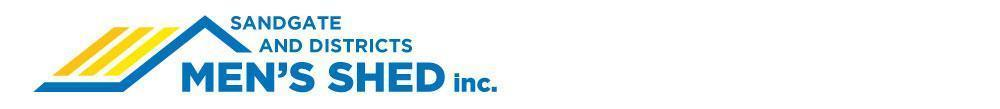 SANDGATE
AND DISTRICTS
MEN'S SHED inc.